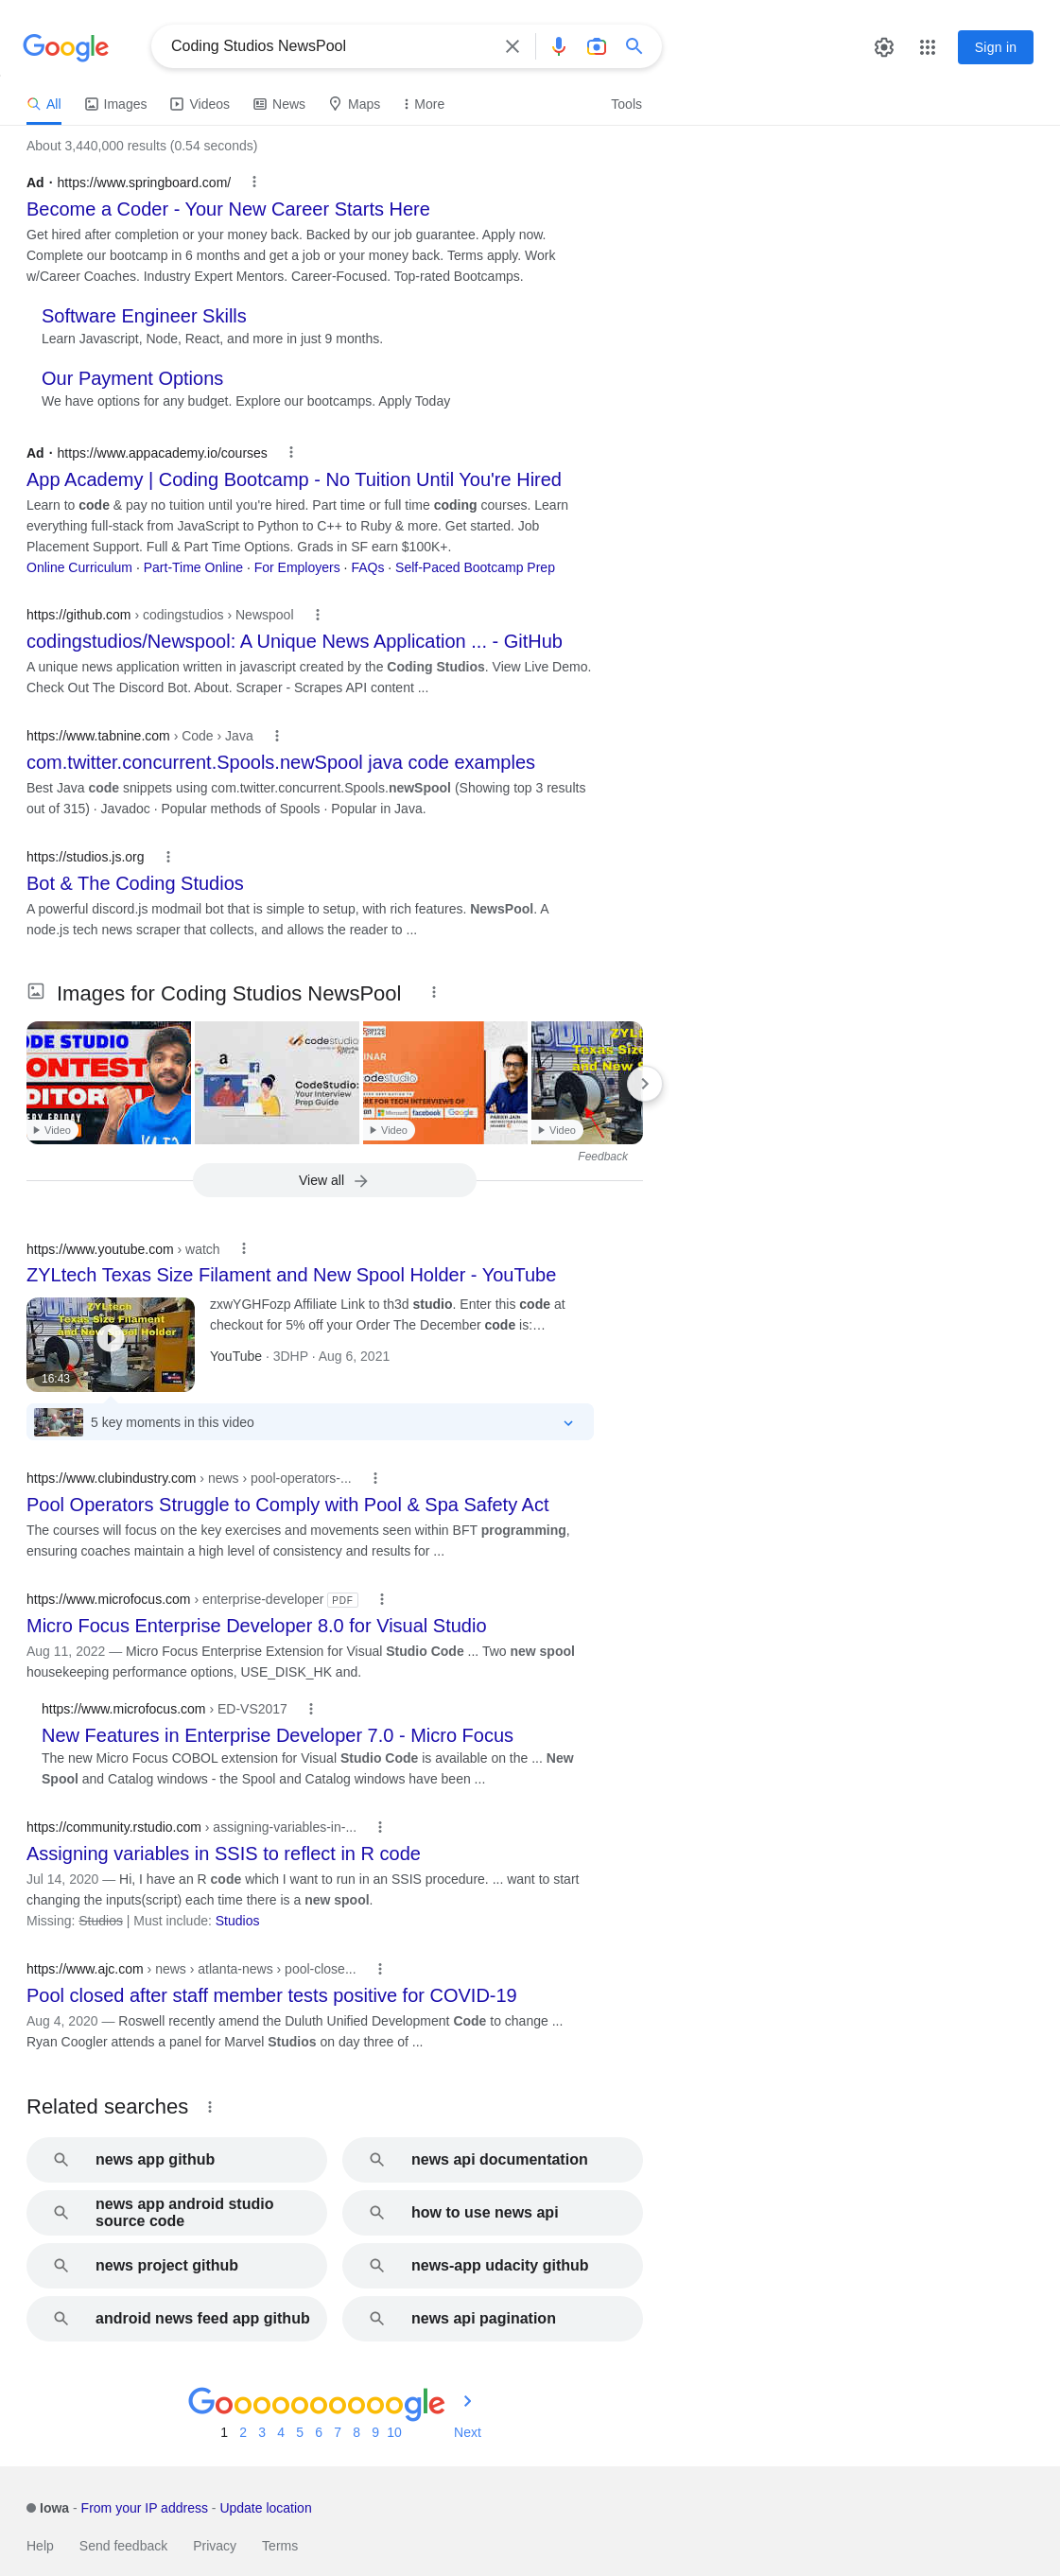 Google
Coding Studios NewsPool
Sign in
All
Images
Videos
News
Maps
More
Tools
About 3,440,000 results (0.54 seconds)
Ad · https://www.springboard.com/
Become a Coder - Your New Career Starts Here
Get hired after completion or your money back. Backed by our job guarantee. Apply now.
Complete our bootcamp in 6 months and get a job or your money back. Terms apply. Work
w/Career Coaches. Industry Expert Mentors. Career-Focused. Top-rated Bootcamps.
Software Engineer Skills
Learn Javascript, Node, React, and more in just 9 months.
Our Payment Options
We have options for any budget. Explore our bootcamps. Apply Today
Ad · https://www.appacademy.io/courses
App Academy | Coding Bootcamp - No Tuition Until You're Hired
Learn to code & pay no tuition until you're hired. Part time or full time coding courses. Learn
everything full-stack from JavaScript to Python to C++ to Ruby & more. Get started. Job
Placement Support. Full & Part Time Options. Grads in SF earn $100K+.
Online Curriculum · Part-Time Online · For Employers · FAQs · Self-Paced Bootcamp Prep
https://github.com › codingstudios › Newspool
codingstudios/Newspool: A Unique News Application ... - GitHub
A unique news application written in javascript created by the Coding Studios. View Live Demo.
Check Out The Discord Bot. About. Scraper - Scrapes API content ...
https://www.tabnine.com › Code › Java
com.twitter.concurrent.Spools.newSpool java code examples
Best Java code snippets using com.twitter.concurrent.Spools.newSpool (Showing top 3 results
out of 315) · Javadoc · Popular methods of Spools · Popular in Java.
https://studios.js.org
Bot & The Coding Studios
A powerful discord.js modmail bot that is simple to setup, with rich features. NewsPool. A
node.js tech news scraper that collects, and allows the reader to ...
Images for Coding Studios NewsPool
ODE STUDIO
ONTEST
DITORIAL
RY FRIDAY
Video
codestudio
CodeStudio:
Your Interview
Prep Guide
INAR
odestudio
ARE FOR TECH INTERVIEWS OF
Microsoft
facebook
Google
Video
ZYLt
Texas Size
and New S
Video
Feedback
View all
https://www.youtube.com › watch
ZYLtech Texas Size Filament and New Spool Holder - YouTube
ZYLtech
Texas Size Filament
and New Spool Holder
16:43
zxwYGHFozp Affiliate Link to th3d studio. Enter this code at
checkout for 5% off your Order The December code is:…
YouTube · 3DHP · Aug 6, 2021
5 key moments in this video
https://www.clubindustry.com › news › pool-operators-...
Pool Operators Struggle to Comply with Pool & Spa Safety Act
The courses will focus on the key exercises and movements seen within BFT programming,
ensuring coaches maintain a high level of consistency and results for ...
https://www.microfocus.com › enterprise-developer PDF
Micro Focus Enterprise Developer 8.0 for Visual Studio
Aug 11, 2022 — Micro Focus Enterprise Extension for Visual Studio Code ... Two new spool
housekeeping performance options, USE_DISK_HK and.
https://www.microfocus.com › ED-VS2017
New Features in Enterprise Developer 7.0 - Micro Focus
The new Micro Focus COBOL extension for Visual Studio Code is available on the ... New
Spool and Catalog windows - the Spool and Catalog windows have been ...
https://community.rstudio.com › assigning-variables-in-...
Assigning variables in SSIS to reflect in R code
Jul 14, 2020 — Hi, I have an R code which I want to run in an SSIS procedure. ... want to start
changing the inputs(script) each time there is a new spool.
Missing: Studios | Must include: Studios
https://www.ajc.com › news › atlanta-news › pool-close...
Pool closed after staff member tests positive for COVID-19
Aug 4, 2020 — Roswell recently amend the Duluth Unified Development Code to change ...
Ryan Coogler attends a panel for Marvel Studios on day three of ...
Related searches
news app github
news api documentation
news app android studio
source code
how to use news api
news project github
news-app udacity github
android news feed app github
news api pagination
Goooooooooogle
1 2 3 4 5 6 7 8 9 10 Next
Iowa - From your IP address - Update location
Help Send feedback Privacy Terms